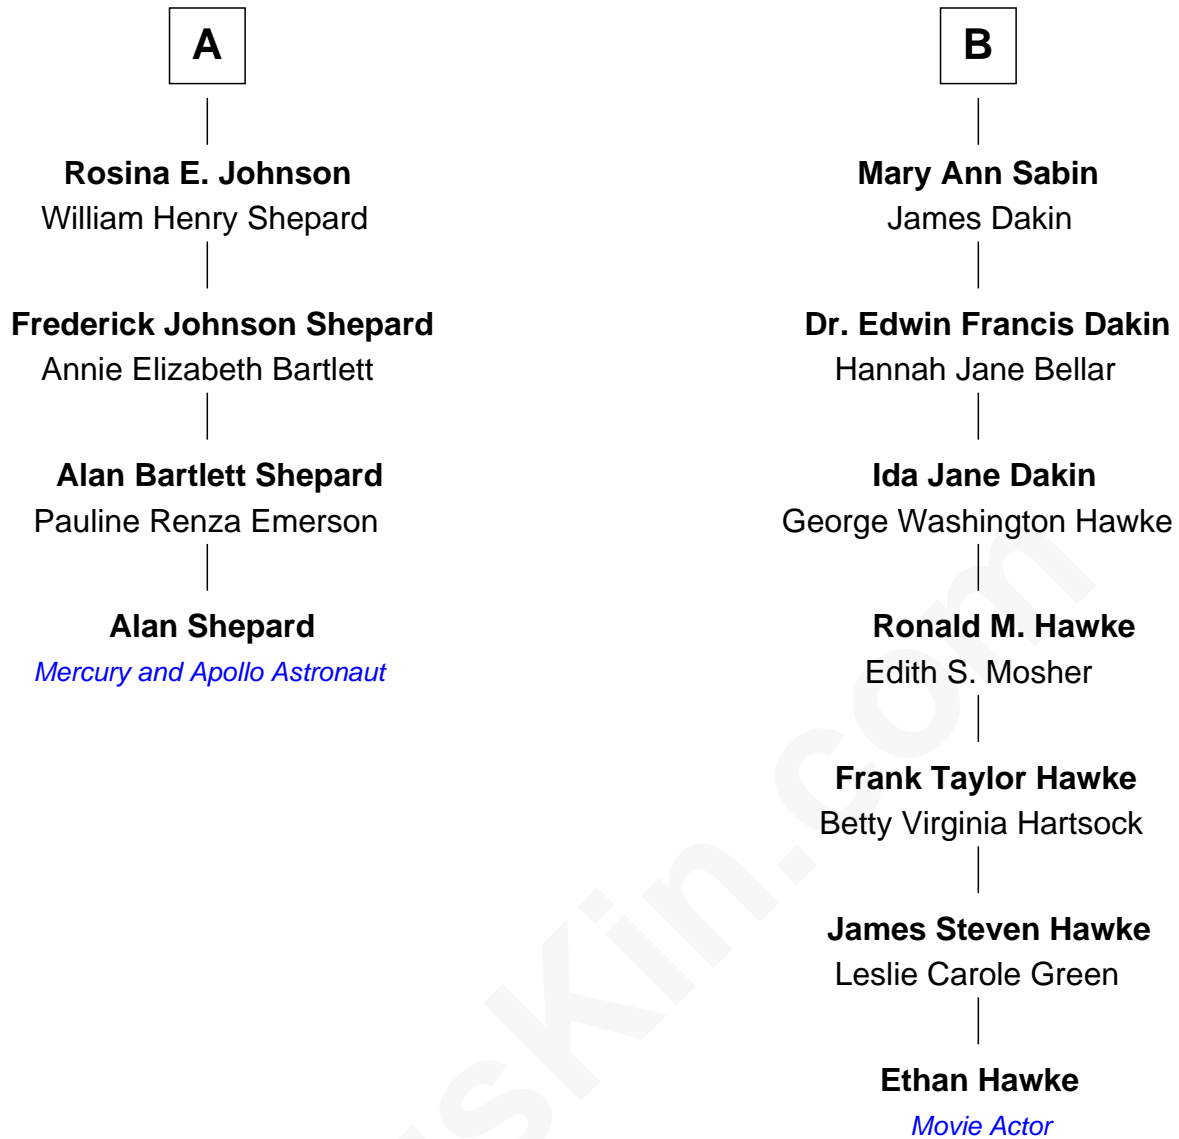 A
Rosina E. Johnson
William Henry Shepard
Frederick Johnson Shepard
Annie Elizabeth Bartlett
Alan Bartlett Shepard
Pauline Renza Emerson
Alan Shepard
Mercury and Apollo Astronaut
B
Mary Ann Sabin
James Dakin
Dr. Edwin Francis Dakin
Hannah Jane Bellar
Ida Jane Dakin
George Washington Hawke
Ronald M. Hawke
Edith S. Mosher
Frank Taylor Hawke
Betty Virginia Hartsock
James Steven Hawke
Leslie Carole Green
Ethan Hawke
Movie Actor
sKin.com